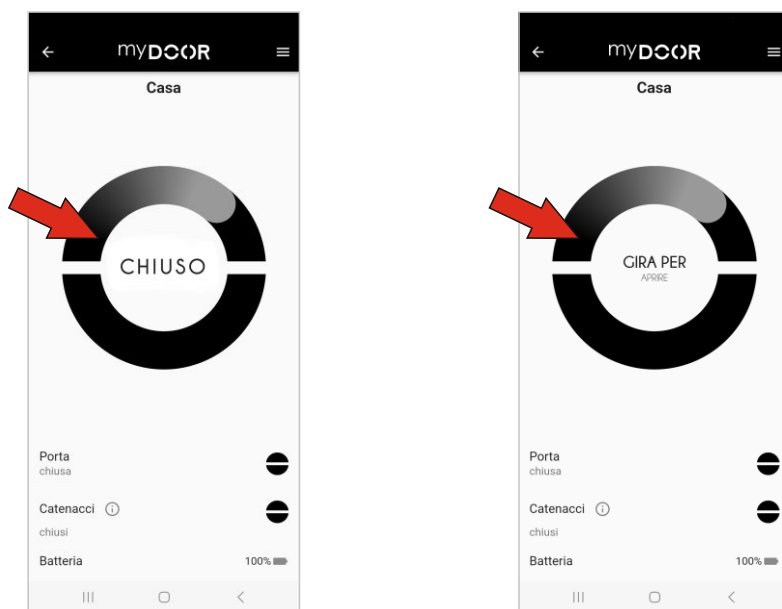 myDOOR
Casa
CHIUSO
Porta
chiusa
Catenacci
chiusi
Batteria 100%
myDOOR
Casa
GIRA PER
APRIRE
Porta
chiusa
Catenacci
chiusi
Batteria 100%